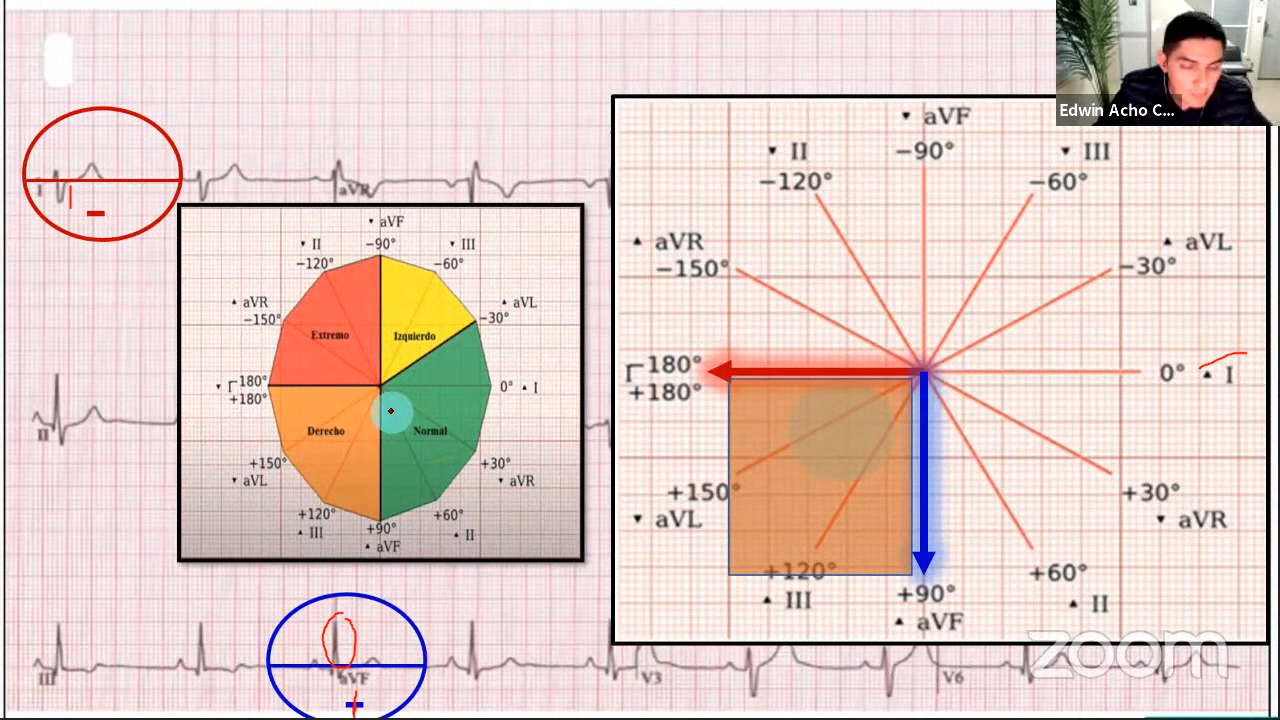 Edwin Acho C...
I
aVR
−
II
III
aVF
+
V3
V6
▾ aVF
−90°
▾ II
−120°
▾ III
−60°
▴ aVR
−150°
▴ aVL
−30°
Extremo
Izquierdo
180°
+180°
0° ▴ I
Derecho
Normal
+150°
▾ aVL
+30°
▾ aVR
+120°
▴ III
+90°
▴ aVF
+60°
▴ II
▾ aVF
−90°
▾ II
−120°
▾ III
−60°
▴ aVR
−150°
▴ aVL
−30°
180°
+180°
0° ▴ I
+150°
▾ aVL
+30°
▾ aVR
+120°
▴ III
+90°
▴ aVF
+60°
▴ II
zoom